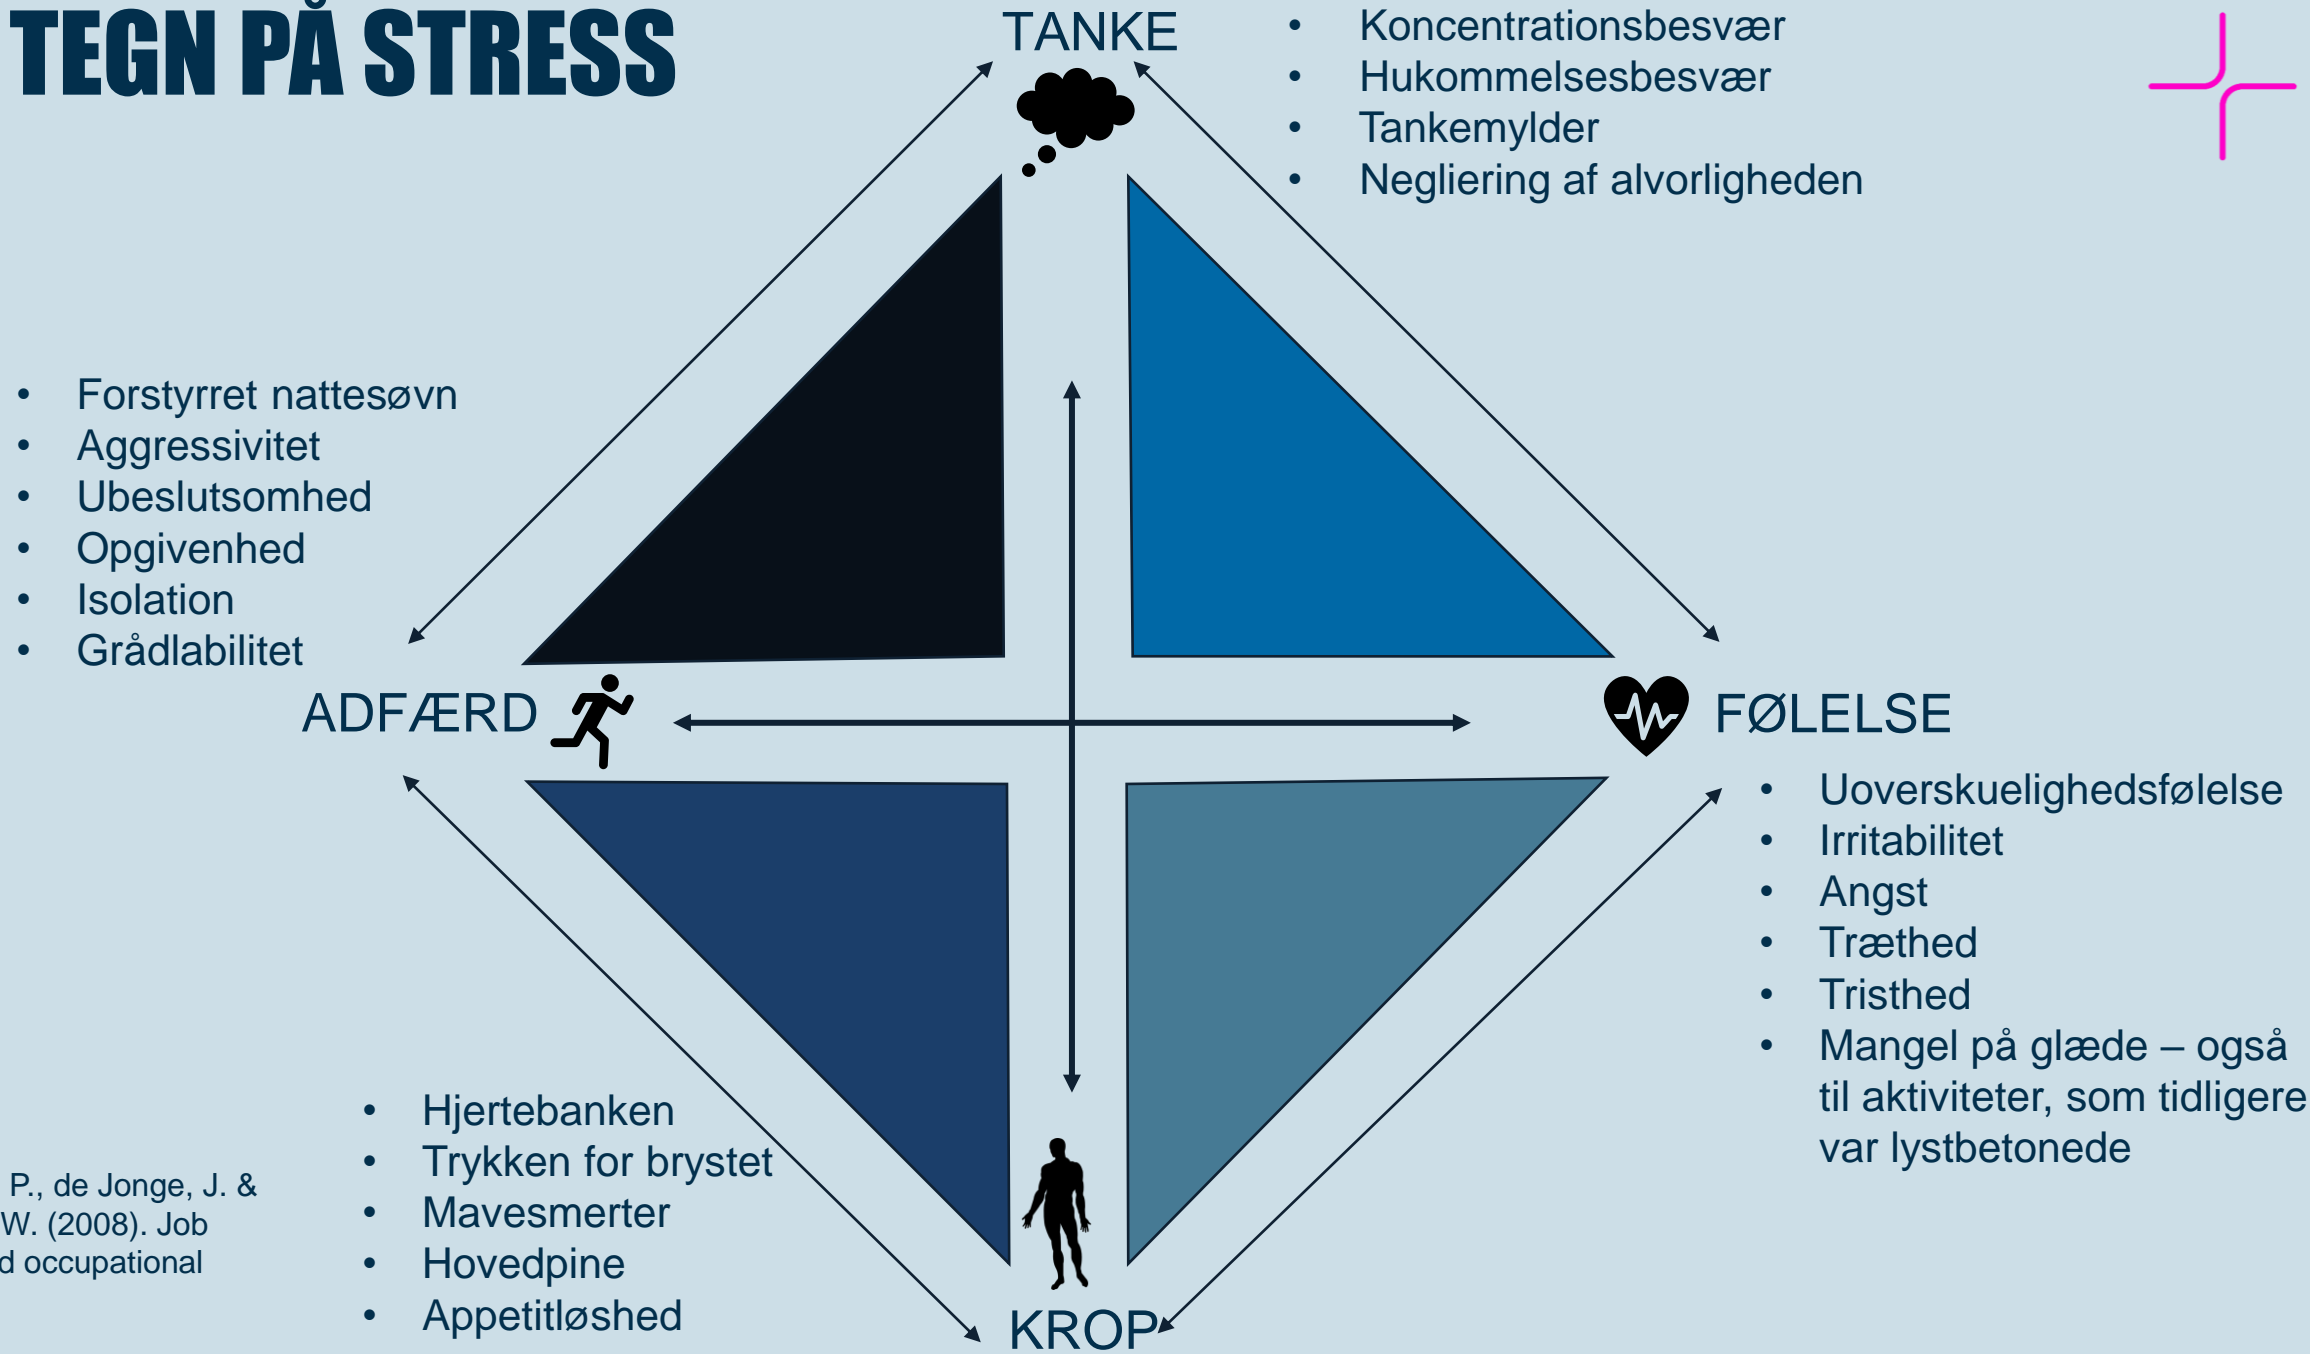 TEGN PÅ STRESS
TANKE
• Koncentrationsbesvær
• Hukommelsesbesvær
• Tankemylder
• Negliering af alvorligheden
• Forstyrret nattesøvn
• Aggressivitet
• Ubeslutsomhed
• Opgivenhed
• Isolation
• Grådlabilitet
ADFÆRD
FØLELSE
• Uoverskuelighedsfølelse
• Irritabilitet
• Angst
• Træthed
• Tristhed
• Mangel på glæde – også
til aktiviteter, som tidligere
var lystbetonede
• Hjertebanken
• Trykken for brystet
• Mavesmerter
• Hovedpine
• Appetitløshed
KROP
P., de Jonge, J. &
W. (2008). Job
occupational